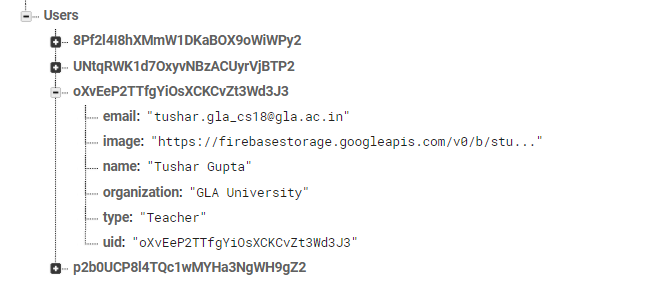 Users
8Pf2l4I8hXMmW1DKaBOX9oWiWPy2
UNtqRWK1d7OxyvNBzACUyrVjBTP2
oXvEeP2TTfgYiOsXCKCvZt3Wd3J3
email: "tushar.gla_cs18@gla.ac.in"
image: "https://firebasestorage.googleapis.com/v0/b/stu..."
name: "Tushar Gupta"
organization: "GLA University"
type: "Teacher"
uid: "oXvEeP2TTfgYiOsXCKCvZt3Wd3J3"
p2b0UCP8l4TQc1wMYHa3NgWH9gZ2